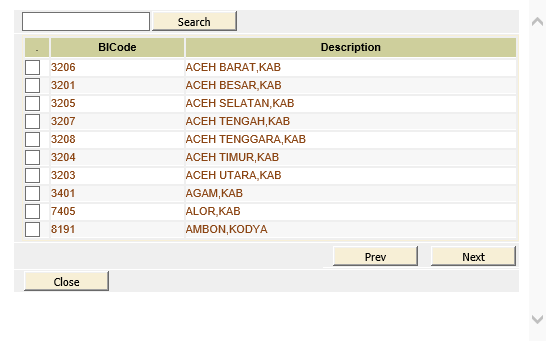 Search
. BICode Description
3206 ACEH BARAT,KAB
3201 ACEH BESAR,KAB
3205 ACEH SELATAN,KAB
3207 ACEH TENGAH,KAB
3208 ACEH TENGGARA,KAB
3204 ACEH TIMUR,KAB
3203 ACEH UTARA,KAB
3401 AGAM,KAB
7405 ALOR,KAB
8191 AMBON,KODYA
Prev Next
Close